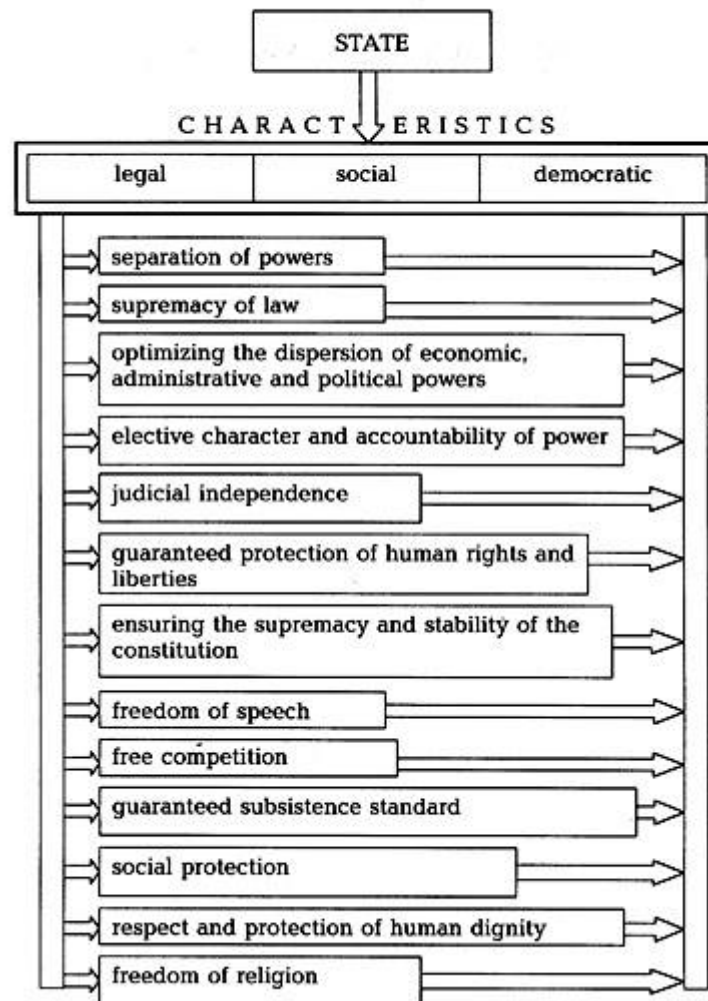 STATE
CHARACTERISTICS
legal social democratic
separation of powers
supremacy of law
optimizing the dispersion of economic,
administrative and political powers
elective character and accountability of power
judicial independence
guaranteed protection of human rights and
liberties
ensuring the supremacy and stability of the
constitution
freedom of speech
free competition
guaranteed subsistence standard
social protection
respect and protection of human dignity
freedom of religion